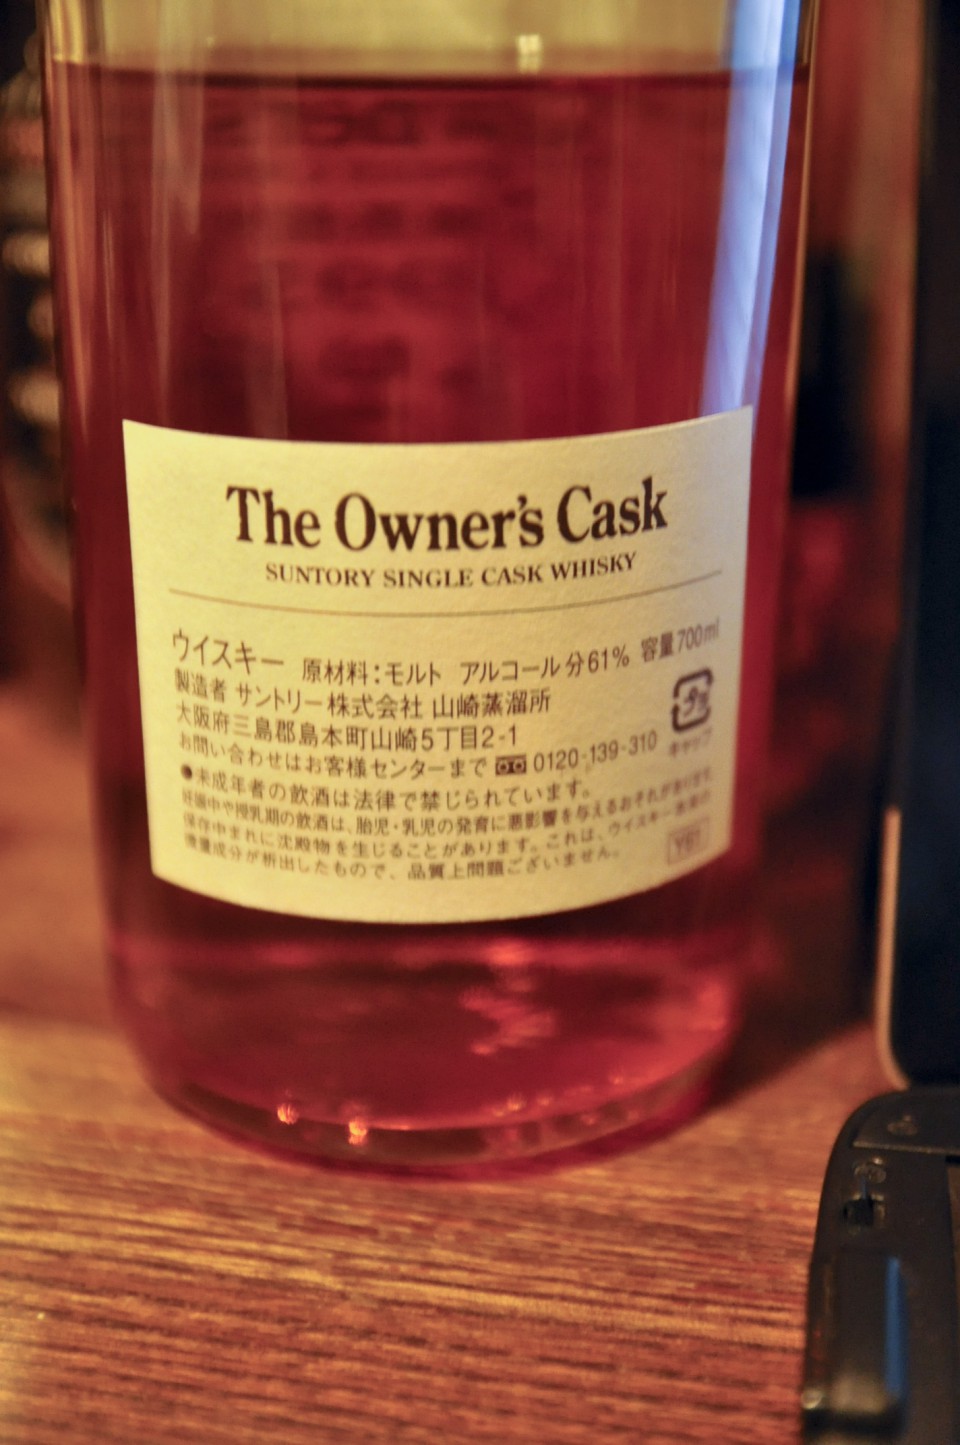 The Owner's Cask
SUNTORY SINGLE CASK WHISKY
ウイスキー 原材料:モルト アルコール分61% 容量700ml
製造者 サントリー株式会社 山崎蒸溜所
大阪府三島郡島本町山崎5丁目2-1
お問い合わせはお客様センターまで 0120-139-310
キャップ
●未成年者の飲酒は法律で禁じられています。
妊娠中や授乳期の飲酒は、胎児・乳児の発育に悪影響を与えるおそれがあります。
保存中まれに沈殿物を生じることがあります。これは、ウイスキー
成分が析出したもので、品質上問題ございません。